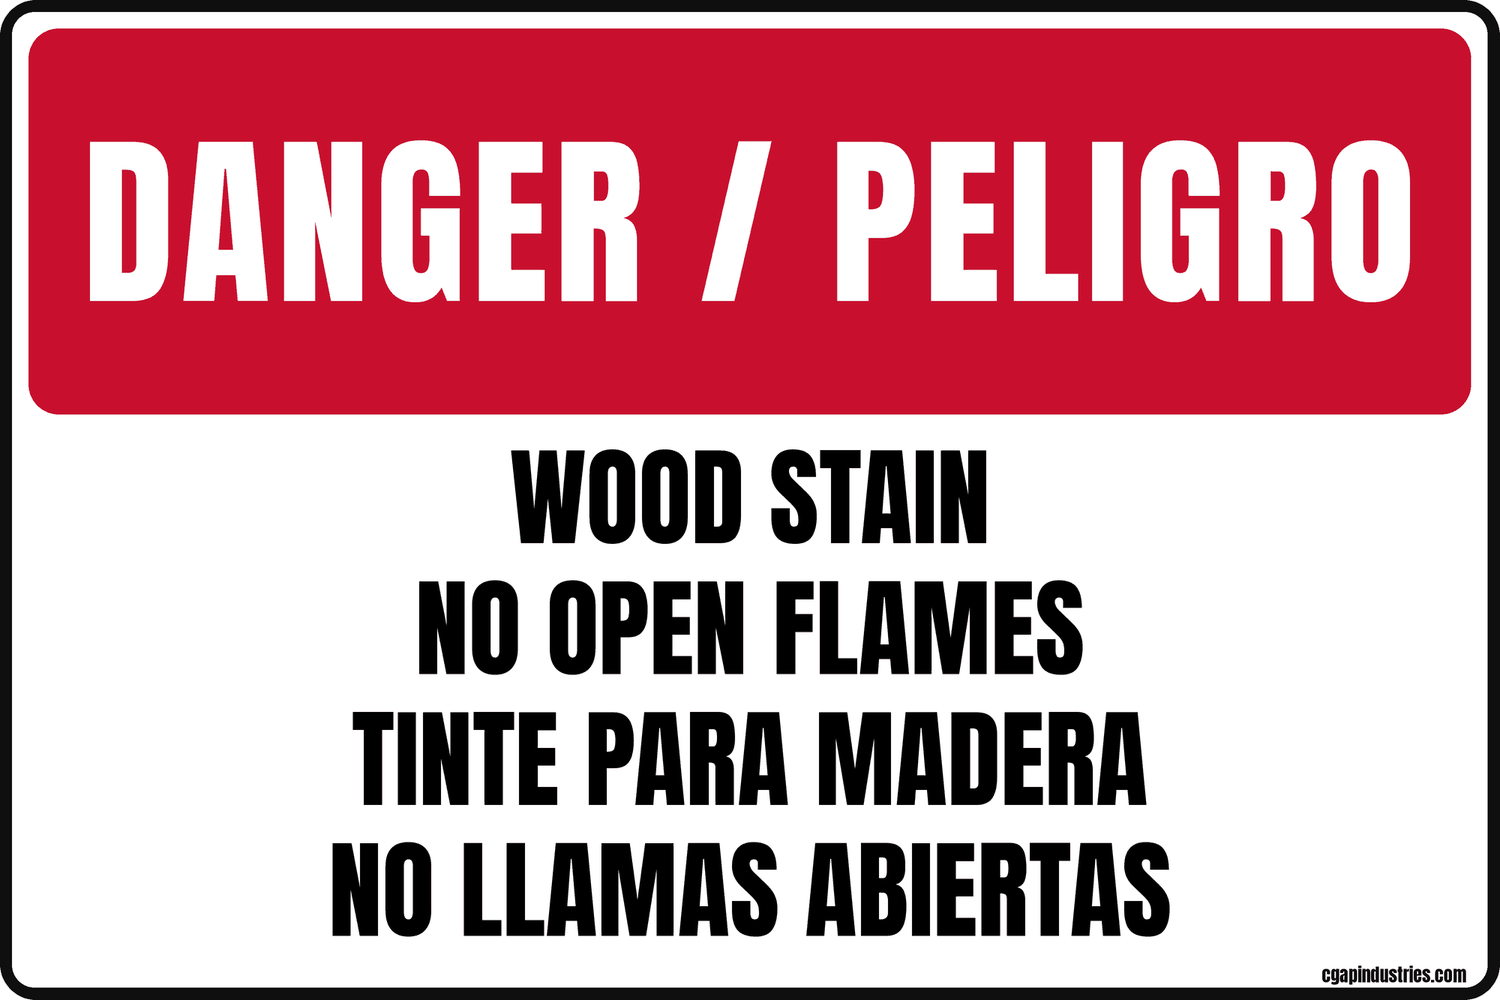 DANGER / PELIGRO
WOOD STAIN
NO OPEN FLAMES
TINTE PARA MADERA
NO LLAMAS ABIERTAS
cgapindustries.com